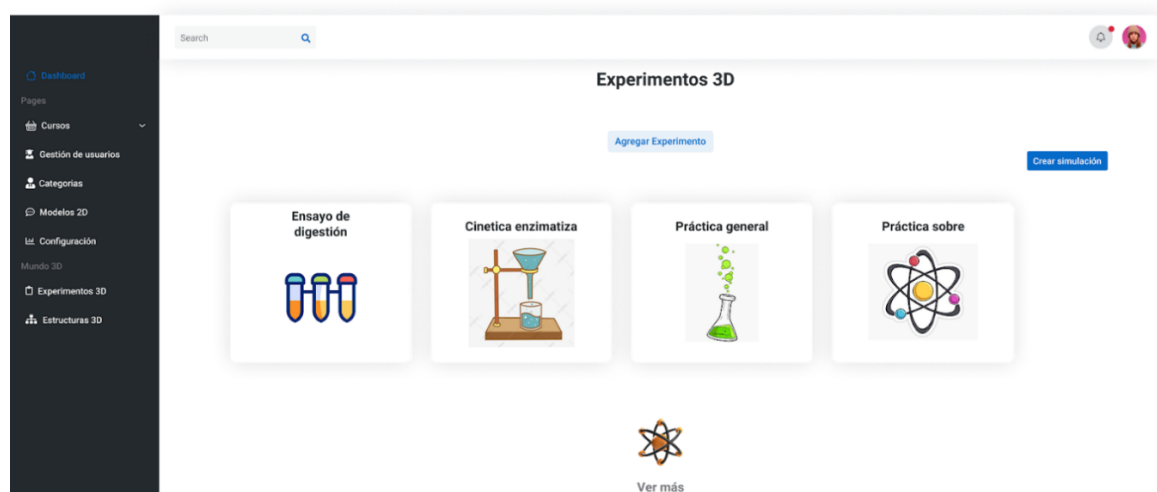 Search
Dashboard
Pages
Cursos
Gestión de usuarios
Categorias
Modelos 2D
Configuración
Mundo 3D
Experimentos 3D
Estructuras 3D
Experimentos 3D
Agregar Experimento
Crear simulación
Ensayo de
digestión
Cinetica enzimatiza
Práctica general
Práctica sobre
Ver más